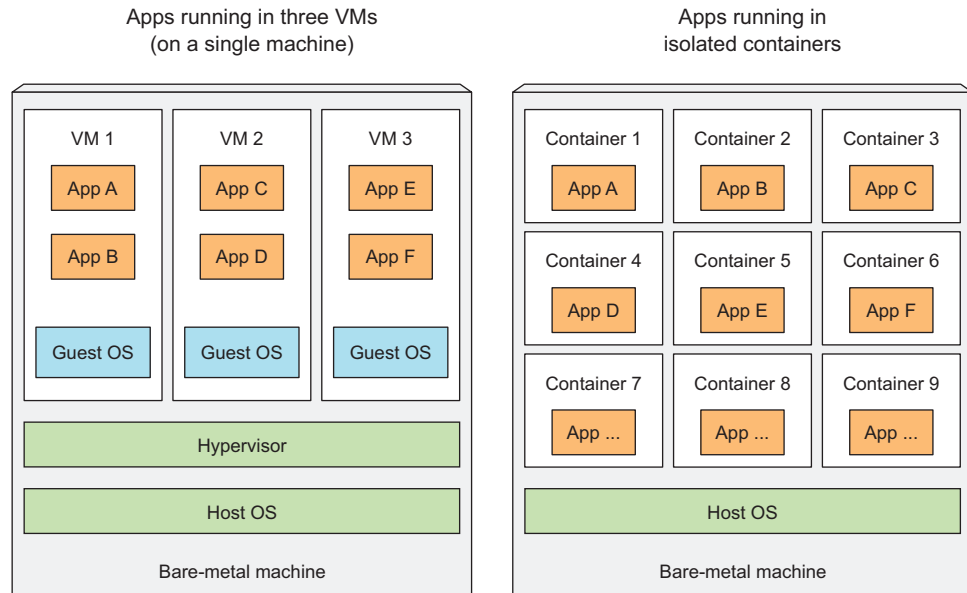 Apps running in three VMs
(on a single machine)
VM 1
VM 2
VM 3
App A
App C
App E
App B
App D
App F
Guest OS
Guest OS
Guest OS
Hypervisor
Host OS
Bare-metal machine
Apps running in
isolated containers
Container 1
Container 2
Container 3
App A
App B
App C
Container 4
Container 5
Container 6
App D
App E
App F
Container 7
Container 8
Container 9
App ...
App ...
App ...
Host OS
Bare-metal machine